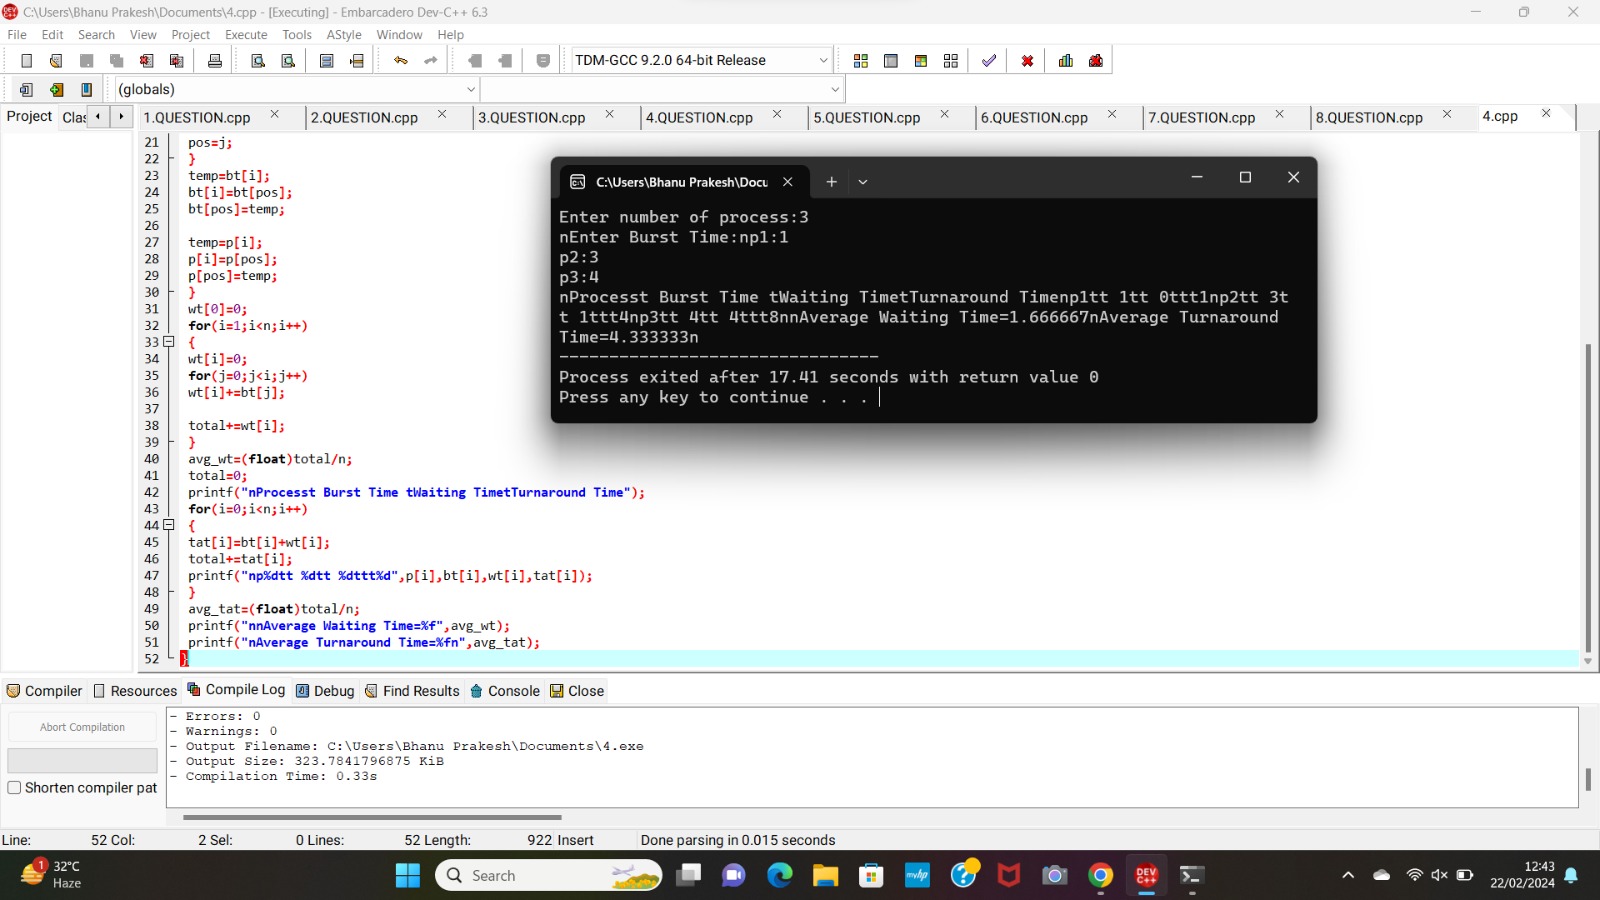 C:\Users\Bhanu Prakesh\Documents\4.cpp - [Executing] - Embarcadero Dev-C++ 6.3
File Edit Search View Project Execute Tools AStyle Window Help
TDM-GCC 9.2.0 64-bit Release
(globals)
Project Clas 1.QUESTION.cpp 2.QUESTION.cpp 3.QUESTION.cpp 4.QUESTION.cpp 5.QUESTION.cpp 6.QUESTION.cpp 7.QUESTION.cpp 8.QUESTION.cpp 4.cpp
21 pos=j;
22 }
23 temp=bt[i];
24 bt[i]=bt[pos];
25 bt[pos]=temp;
26
27 temp=p[i];
28 p[i]=p[pos];
29 p[pos]=temp;
30 }
31 wt[0]=0;
32 for(i=1;i<n;i++)
33 {
34 wt[i]=0;
35 for(j=0;j<i;j++)
36 wt[i]+=bt[j];
37
38 total+=wt[i];
39 }
40 avg_wt=(float)total/n;
41 total=0;
42 printf("nProcesst Burst Time tWaiting TimetTurnaround Time");
43 for(i=0;i<n;i++)
44 {
45 tat[i]=bt[i]+wt[i];
46 total+=tat[i];
47 printf("np%dtt %dtt %dttt%d",p[i],bt[i],wt[i],tat[i]);
48 }
49 avg_tat=(float)total/n;
50 printf("nnAverage Waiting Time=%f",avg_wt);
51 printf("nAverage Turnaround Time=%fn",avg_tat);
52 }
C:\Users\Bhanu Prakesh\Docu
Enter number of process:3
nEnter Burst Time:np1:1
p2:3
p3:4
nProcesst Burst Time tWaiting TimetTurnaround Timenp1tt 1tt 0ttt1np2tt 3t
t 1ttt4np3tt 4tt 4ttt8nnAverage Waiting Time=1.666667nAverage Turnaround
Time=4.333333n
--------------------------------
Process exited after 17.41 seconds with return value 0
Press any key to continue . . .
Compiler Resources Compile Log Debug Find Results Console Close
Abort Compilation
Shorten compiler pat
- Errors: 0
- Warnings: 0
- Output Filename: C:\Users\Bhanu Prakesh\Documents\4.exe
- Output Size: 323.7841796875 KiB
- Compilation Time: 0.33s
Line: 52 Col: 2 Sel: 0 Lines: 52 Length: 922 Insert Done parsing in 0.015 seconds
1
32°C
Haze
Search
myhp
DEV
C++
12:43
22/02/2024